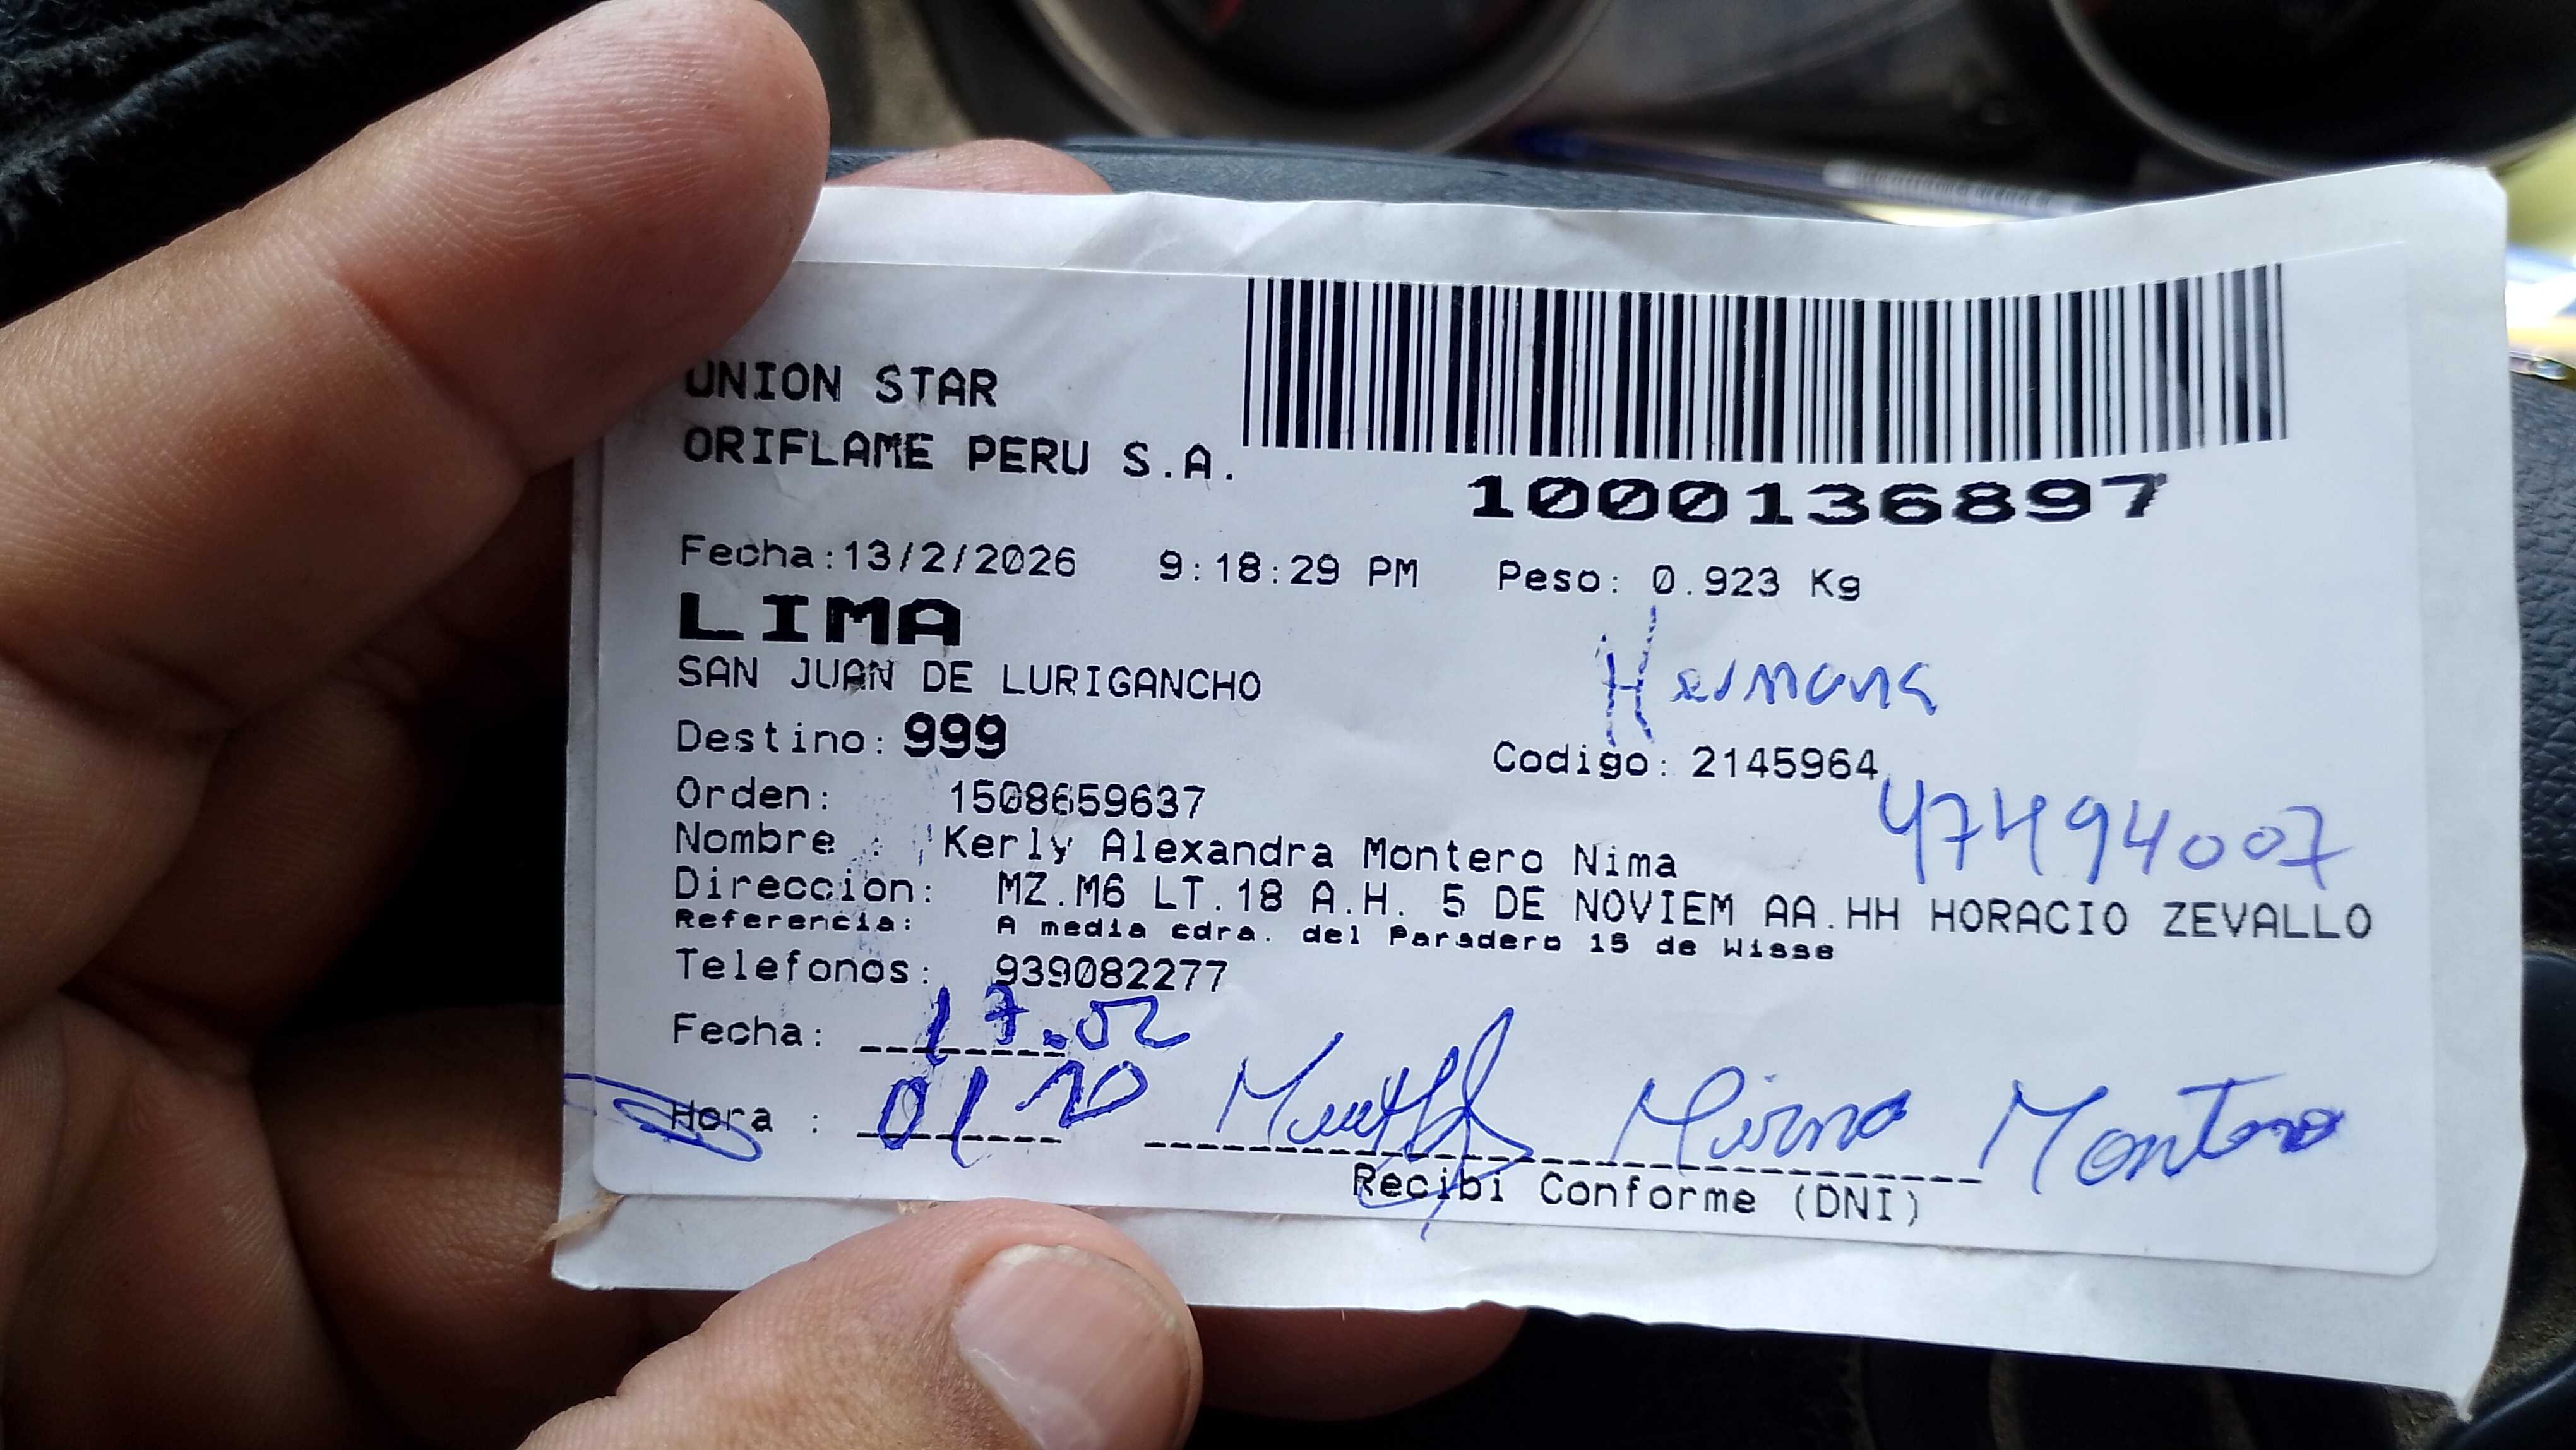 UNION STAR
ORIFLAME PERU S.A.
1000136897
Fecha:13/2/2026 9:18:29 PM Peso: 0.923 Kg
LIMA
SAN JUAN DE LURIGANCHO
Hermana
Destino: 999
Codigo: 2145964
Orden: 1508659637
47494007
Nombre : Kerly Alexandra Montero Nima
Direccion: MZ.M6 LT.18 A.H. 5 DE NOVIEM AA.HH HORACIO ZEVALLO
Referencia: A media cdra. del Paradero 15 de Wisse
Telefonos: 939082277
Fecha: 17.02
Hora : 01 20 Mirna Montero
Recibi Conforme (DNI)